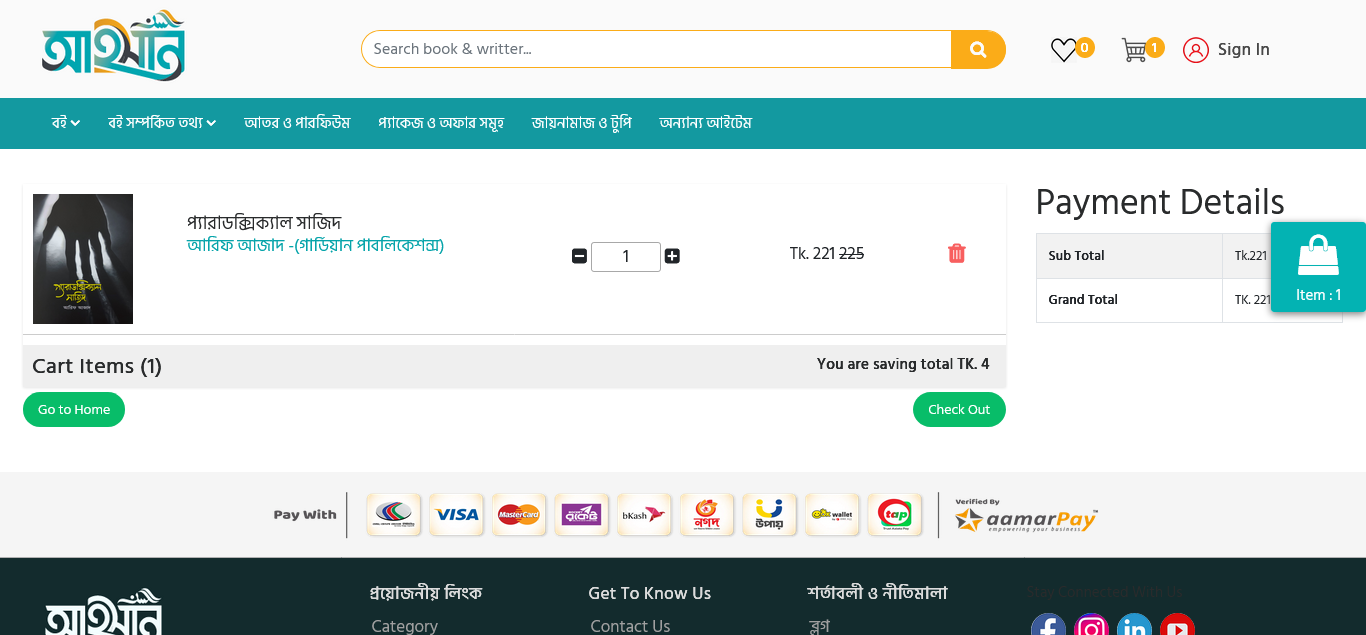 আহসান
Search book & writter...
0
1
Sign In
বই
বই সম্পর্কিত তথ্য
আতর ও পারফিউম
প্যাকেজ ও অফার সমূহ
জায়নামাজ ও টুপি
অন্যান্য আইটেম
প্যারাডক্সিক্যাল সাজিদ
আরিফ আজাদ -(গার্ডিয়ান পাবলিকেশন্স)
1
Tk. 221 225
প্যারাডক্সিক্যাল
সাজিদ
আরিফ আজাদ
Payment Details
Sub Total
Tk.221
Grand Total
TK. 221
Item : 1
Cart Items (1)
You are saving total TK. 4
Go to Home
Check Out
Pay With
VISA
MasterCard
রকেট
bKash
নগদ
উপায়
ok wallet
tap
Verified By
aamarPay
empowering your business
আহসান
প্রয়োজনীয় লিংক
Get To Know Us
শর্তাবলী ও নীতিমালা
Stay Connected With Us
Category
Contact Us
ব্লগ